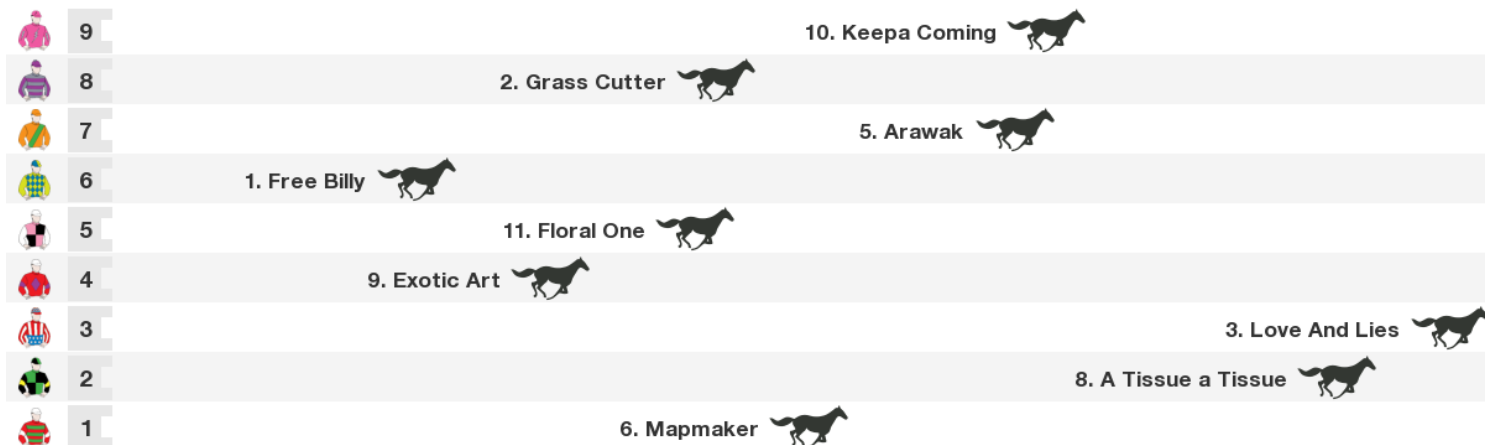 9 10. Keepa Coming
8 2. Grass Cutter
7 5. Arawak
6 1. Free Billy
5 11. Floral One
4 9. Exotic Art
3 3. Love And Lies
2 8. A Tissue a Tissue
1 6. Mapmaker